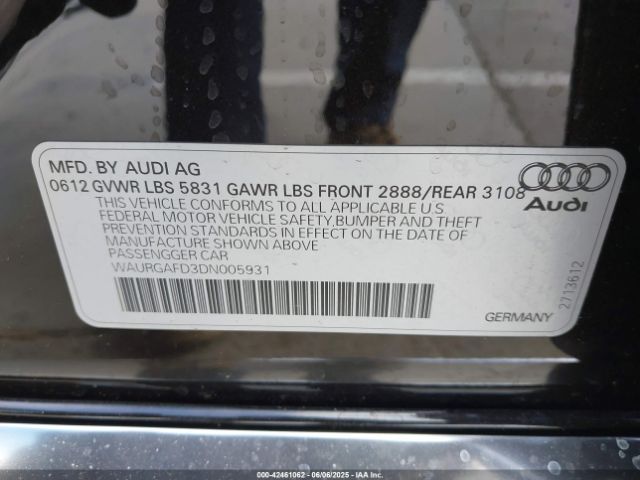 MFD. BY AUDI AG
0612 GVWR LBS 5831 GAWR LBS FRONT 2888/REAR 3108
THIS VEHICLE CONFORMS TO ALL APPLICABLE U.S
FEDERAL MOTOR VEHICLE SAFETY,BUMPER AND THEFT
PREVENTION STANDARDS IN EFFECT ON THE DATE OF
MANUFACTURE SHOWN ABOVE
PASSENGGER CAR
WAURGAFD3DN005931
Audi
2713612
GERMANY
000-42461062 - 06/06/2025 - IAA Inc.